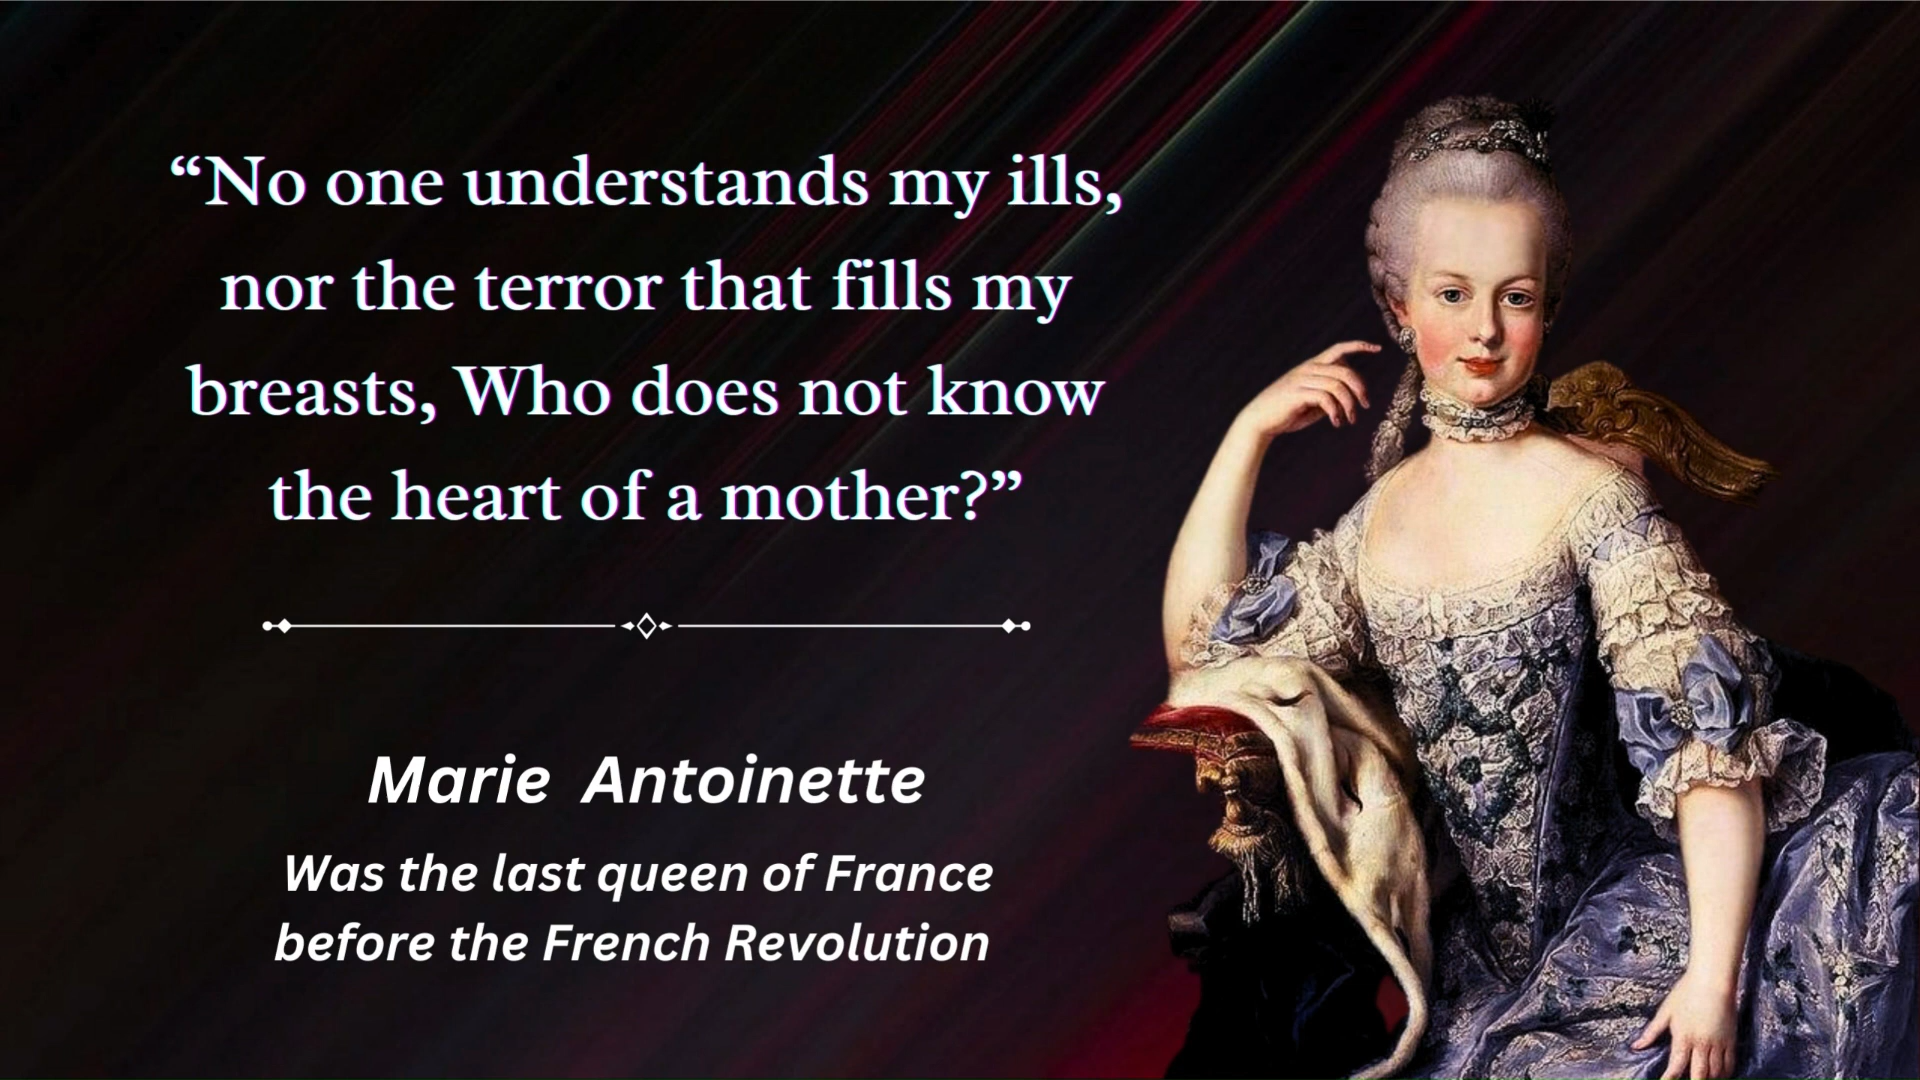 “No one understands my ills,
nor the terror that fills my
breasts, Who does not know
the heart of a mother?”
Marie Antoinette
Was the last queen of France
before the French Revolution